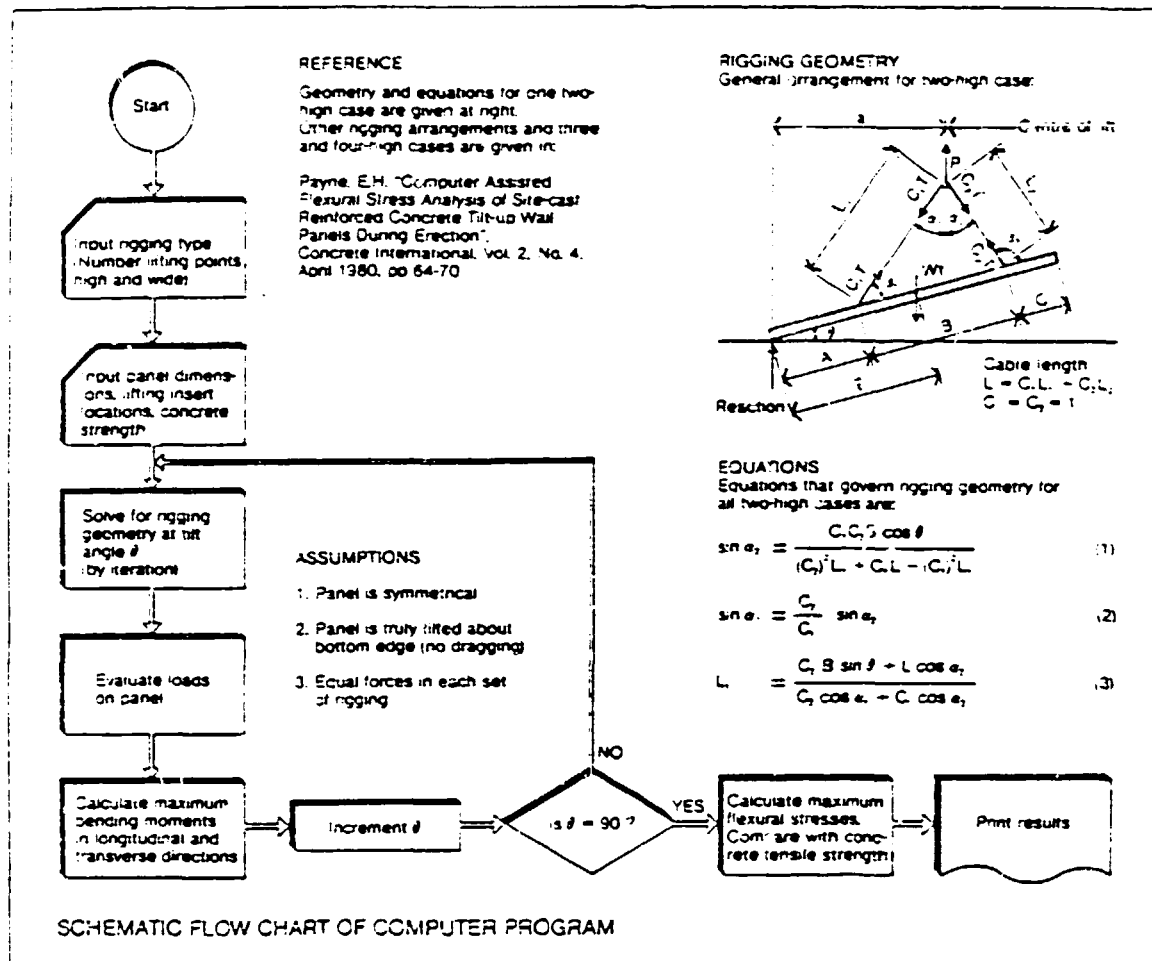 Start
Input rigging type
(Number lifting points,
high and wide)
Input panel dimen-
sions, lifting insert
locations, concrete
strength
Solve for rigging
geometry at tilt
angle θ
(by iteration)
Evaluate loads
on panel
Calculate maximum
bending moments
in longitudinal and
transverse directions
REFERENCE
Geometry and equations for one two-
high case are given at right.
Other rigging arrangements and three
and four-high cases are given in:
Payne, E.H. "Computer Assisted
Flexural Stress Analysis of Site-cast
Reinforced Concrete Tilt-up Wall
Panels During Erection",
Concrete International, Vol. 2, No. 4,
April 1980, pp 64-70
ASSUMPTIONS
1. Panel is symmetrical
2. Panel is truly tilted about
bottom edge (no dragging)
3. Equal forces in each set
of rigging
Increment θ
NO
Is θ = 90 ?
YES
Calculate maximum
flexural stresses.
Compare with conc-
rete tensile strength
Print results
RIGGING GEOMETRY
General arrangement for two-high case:
a
Centre of lift
P
Wt
A
B
C
Reaction
Cable length
EQUATIONS
Equations that govern rigging geometry for
all two-high cases are:
(1)
(2)
(3)
SCHEMATIC FLOW CHART OF COMPUTER PROGRAM